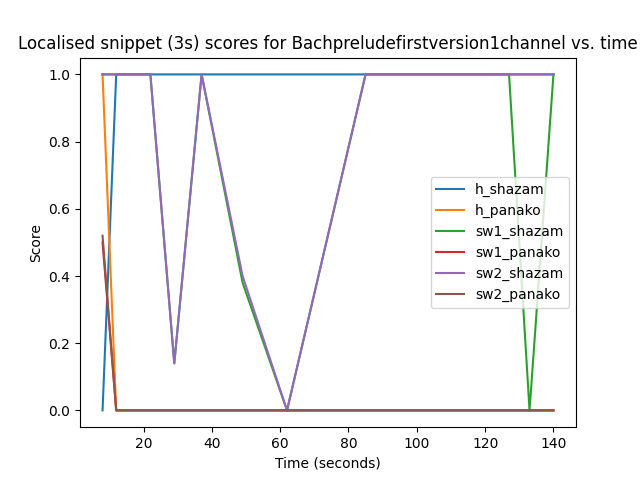 Localised snippet (3s) scores for Bachpreludefirstversion1channel vs. time
1.0
0.8
0.6
0.4
0.2
0.0
Score
20
40
60
80
100
120
140
Time (seconds)
h_shazam
h_panako
sw1_shazam
sw1_panako
sw2_shazam
sw2_panako